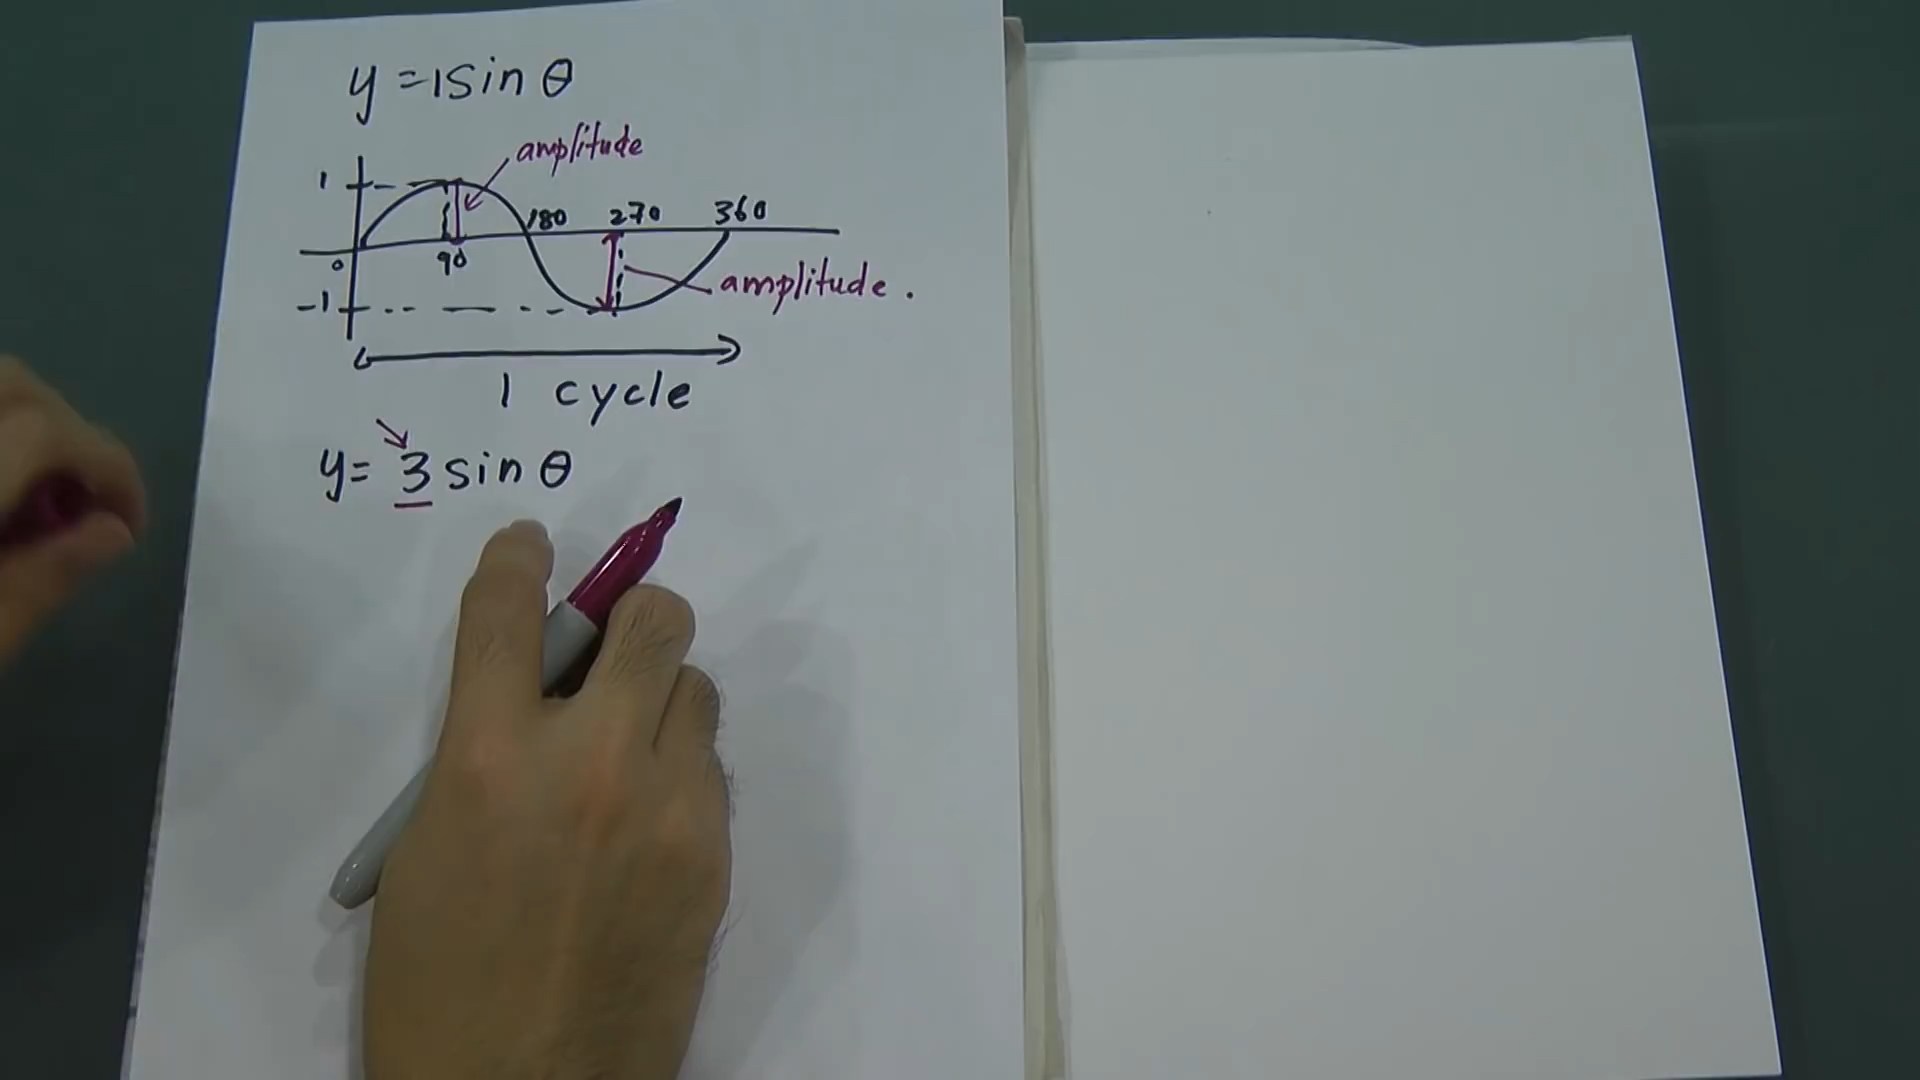 y = 1sin θ
amplitude
1
180 270 360
0 90
amplitude.
-1
1 cycle
y = 3 sin θ